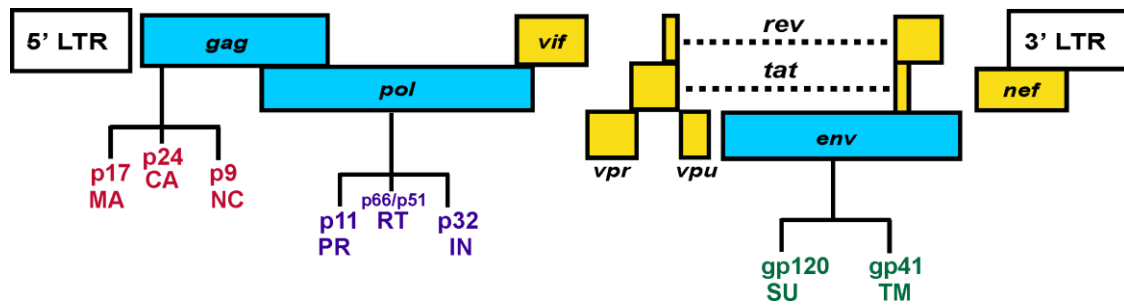 5’ LTR
gag
vif
rev
3’ LTR
pol
tat
nef
env
vpr
vpu
p17
MA
p24
CA
p9
NC
p11
PR
p66/p51
RT
p32
IN
gp120
SU
gp41
TM